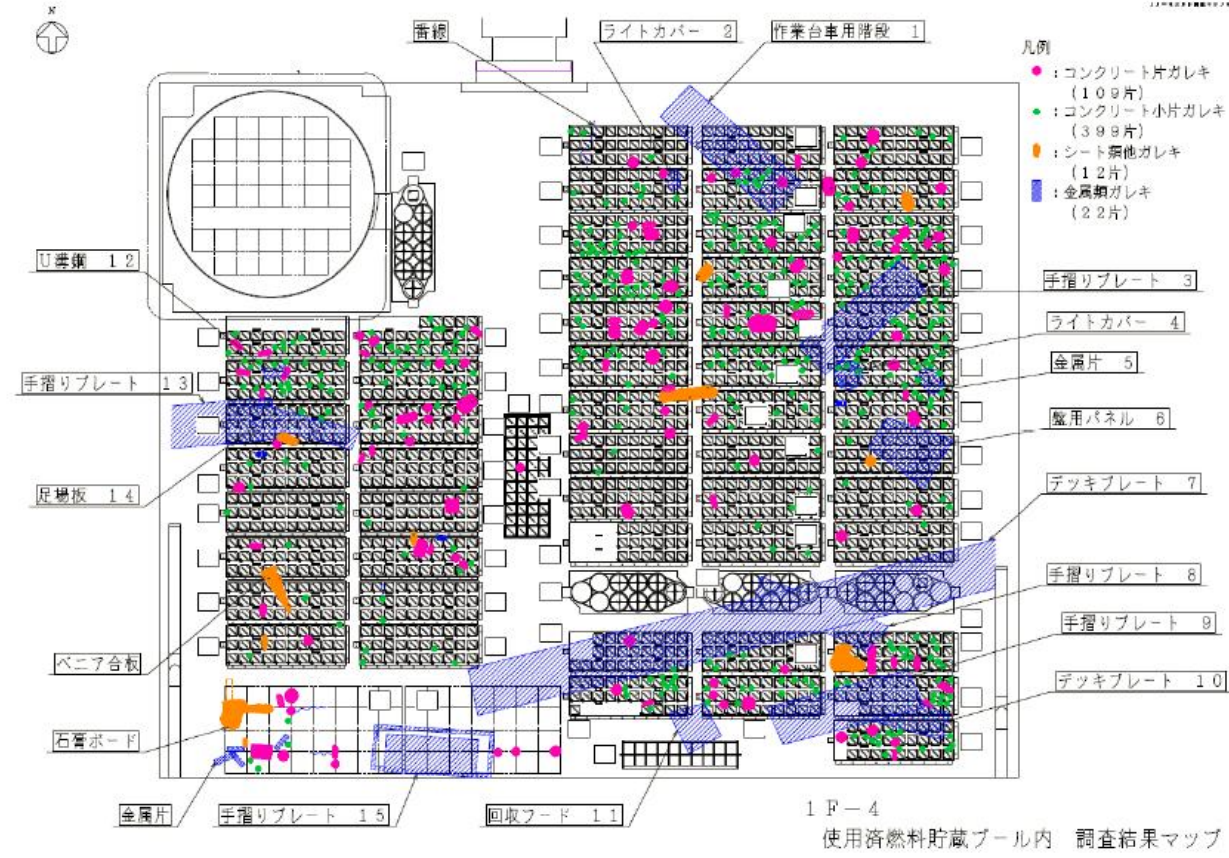 N
番線
ライトカバー 2
作業台車用階段 1
凡例
：コンクリート片ガレキ
（109片）
：コンクリート小片ガレキ
（399片）
：シート類他ガレキ
（12片）
：金属類ガレキ
（22片）
U溝鋼 12
手摺りプレート 3
ライトカバー 4
金属片 5
手摺りプレート 13
盤用パネル 6
足場板 14
デッキプレート 7
手摺りプレート 8
手摺りプレート 9
ベニア合板
デッキプレート 10
石膏ボード
金属片
手摺りプレート 15
回収フード 11
1F－4
使用済燃料貯蔵プール内 調査結果マップ